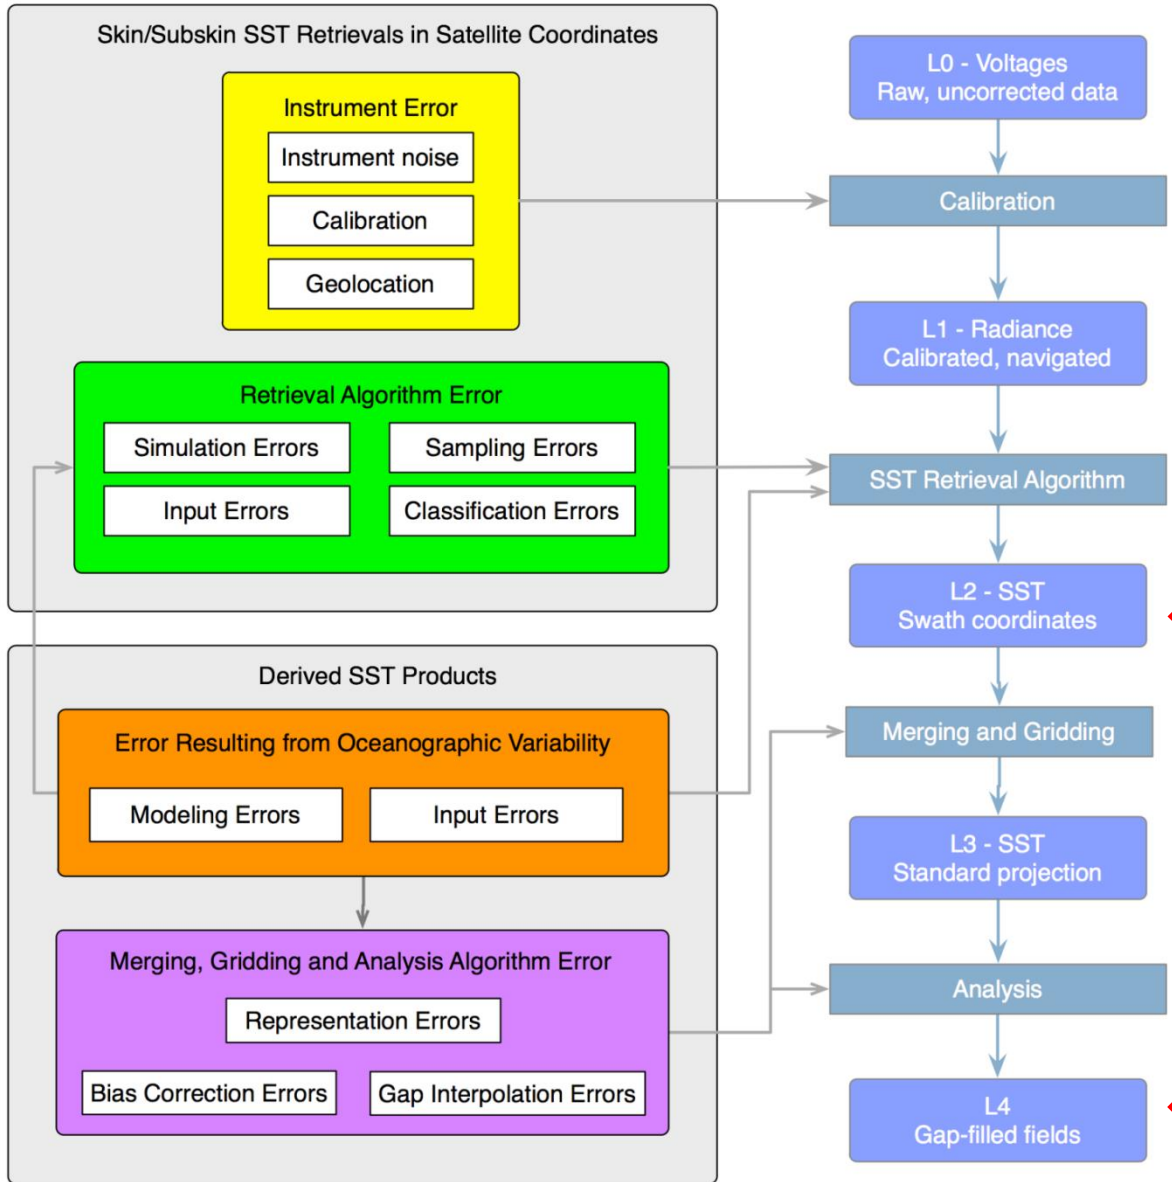 Skin/Subskin SST Retrievals in Satellite Coordinates
Instrument Error
Instrument noise
Calibration
Geolocation
Retrieval Algorithm Error
Simulation Errors
Sampling Errors
Input Errors
Classification Errors
Derived SST Products
Error Resulting from Oceanographic Variability
Modeling Errors
Input Errors
Merging, Gridding and Analysis Algorithm Error
Representation Errors
Bias Correction Errors
Gap Interpolation Errors
L0 - Voltages
Raw, uncorrected data
Calibration
L1 - Radiance
Calibrated, navigated
SST Retrieval Algorithm
L2 - SST
Swath coordinates
Merging and Gridding
L3 - SST
Standard projection
Analysis
L4
Gap-filled fields